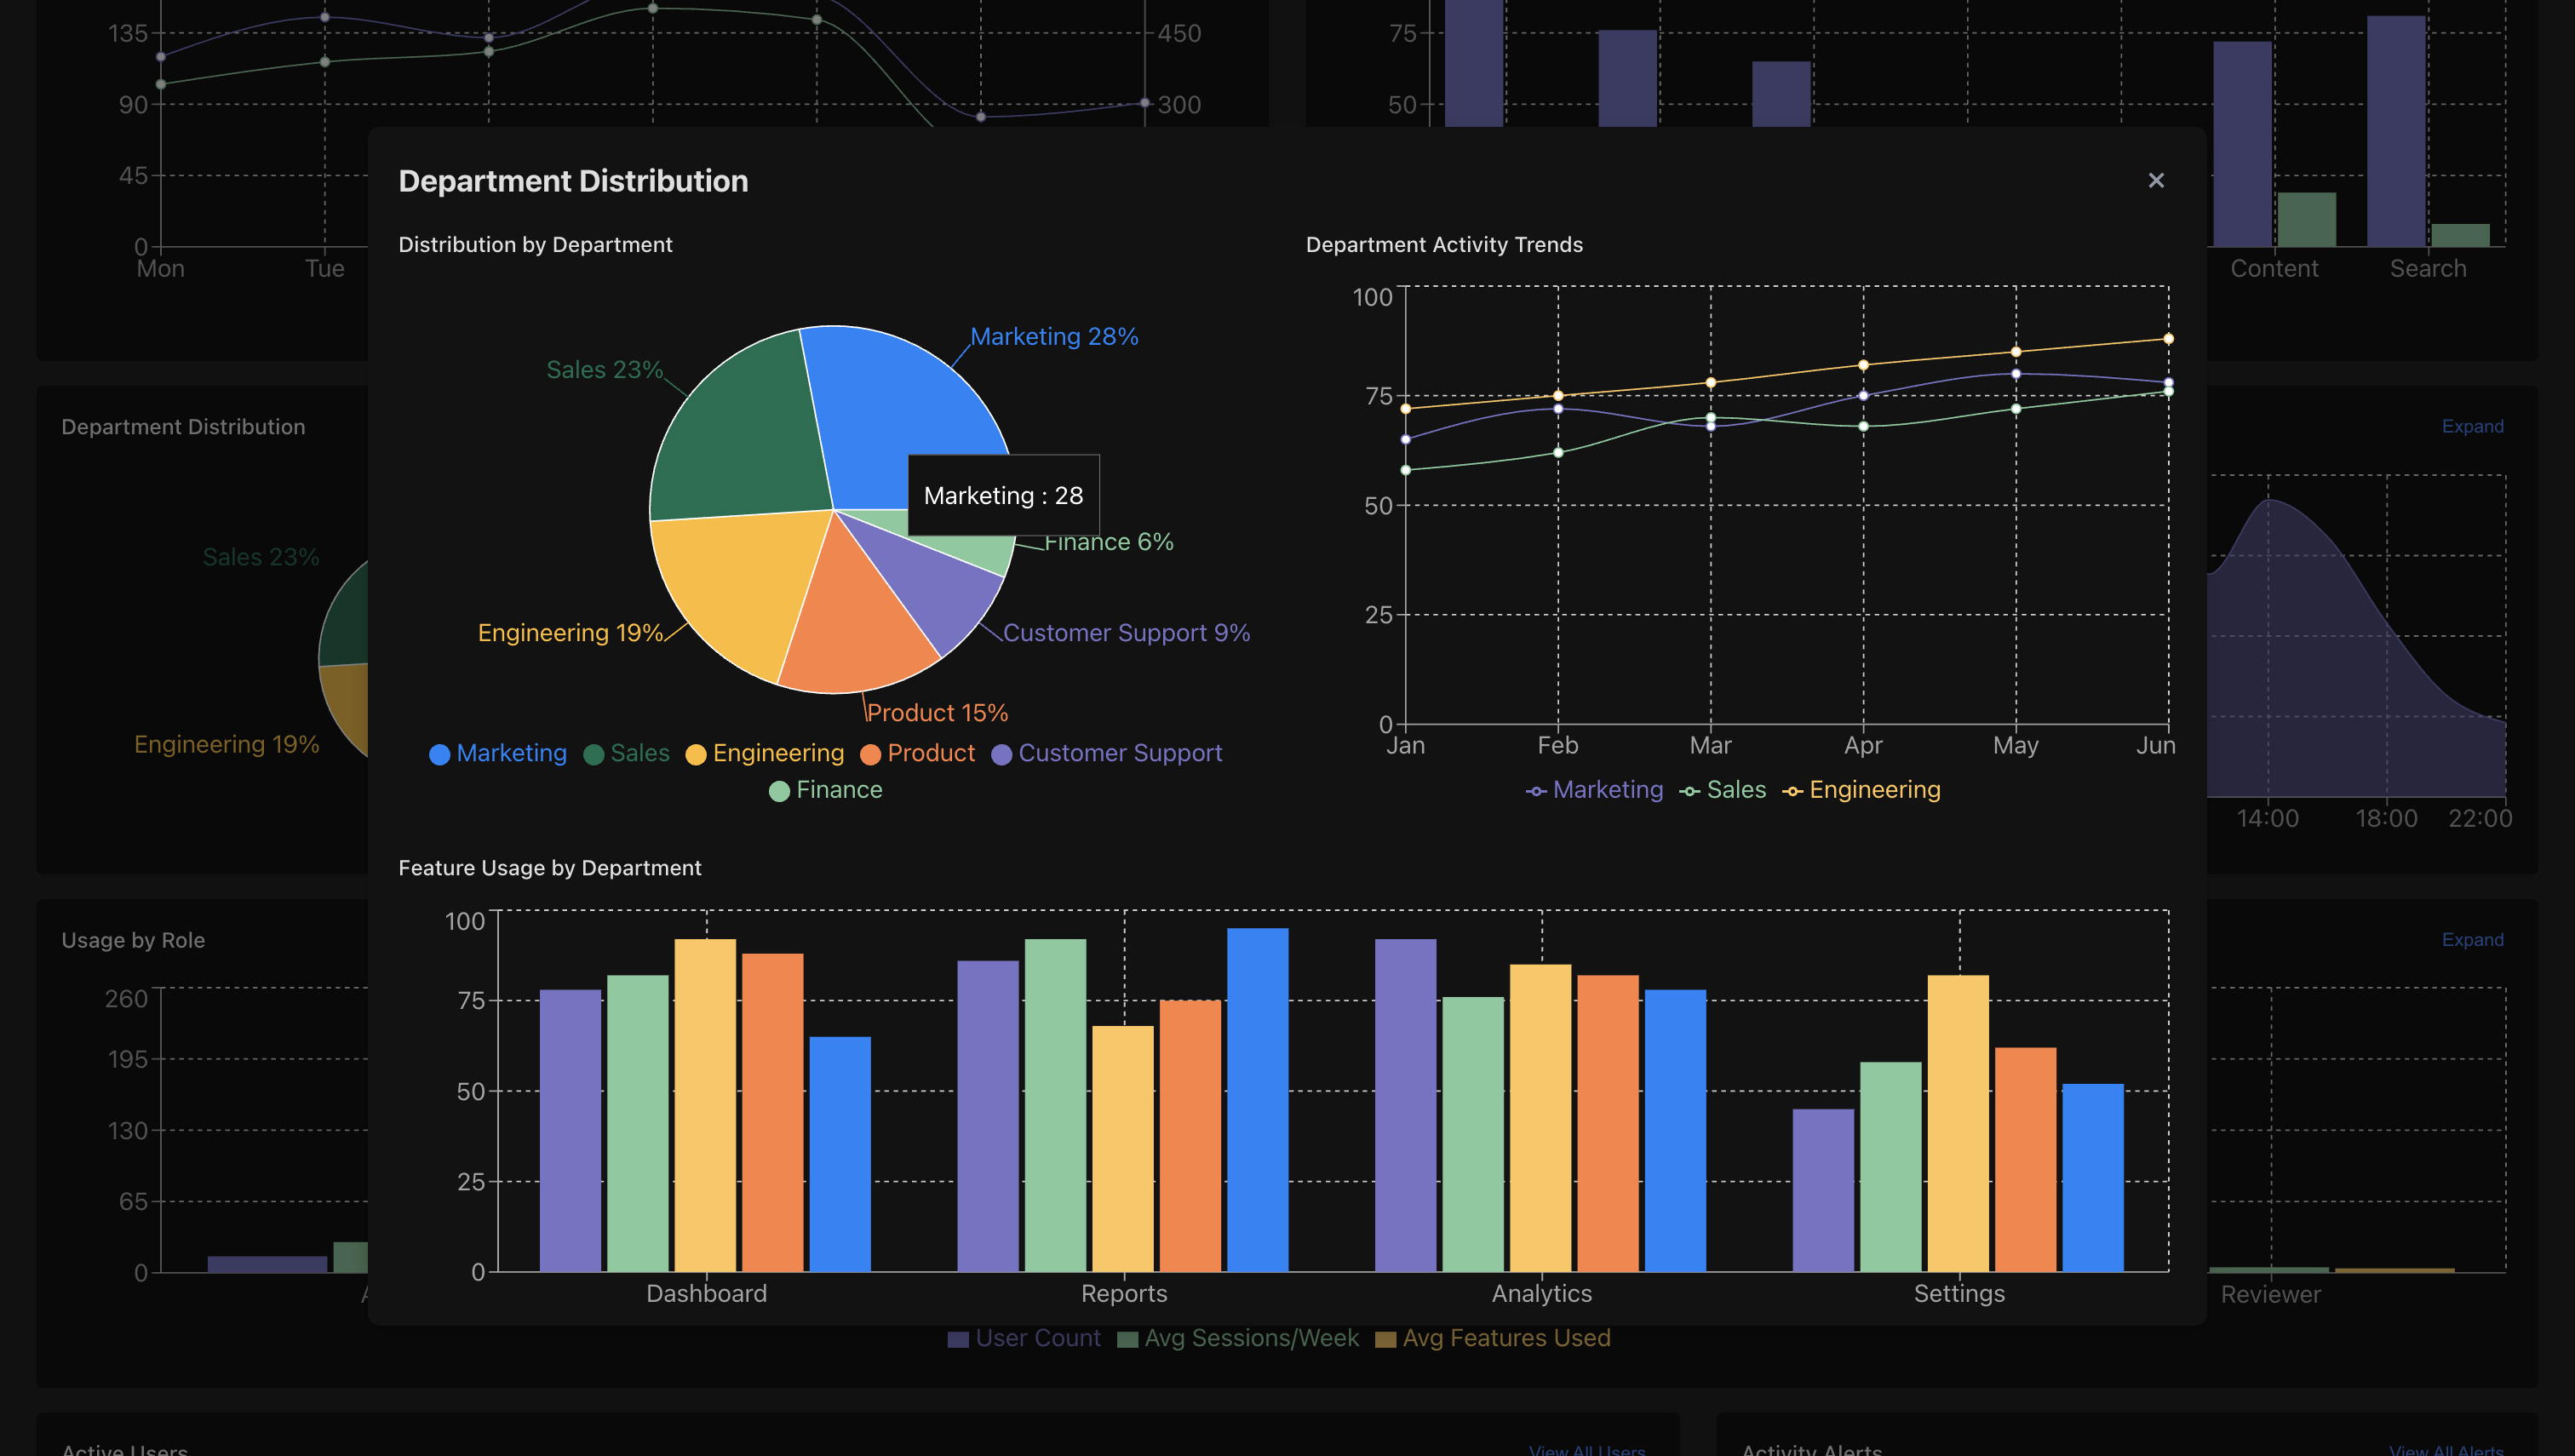 135
90
45
0
Mon
Tue
450
300
75
50
Content
Search
Department Distribution
×
Distribution by Department
Marketing 28%
Sales 23%
Marketing : 28
Finance 6%
Engineering 19%
Customer Support 9%
Product 15%
Marketing Sales Engineering Product Customer Support
Finance
Department Activity Trends
100
75
50
25
0
Jan Feb Mar Apr May Jun
Marketing Sales Engineering
Feature Usage by Department
100
75
50
25
0
Dashboard Reports Analytics Settings
Department Distribution
Sales 23%
Engineering 19%
Expand
14:00 18:00 22:00
Usage by Role
Expand
260
195
130
65
0
Reviewer
User Count Avg Sessions/Week Avg Features Used
Active Users
View All Users
Activity Alerts
View All Alerts